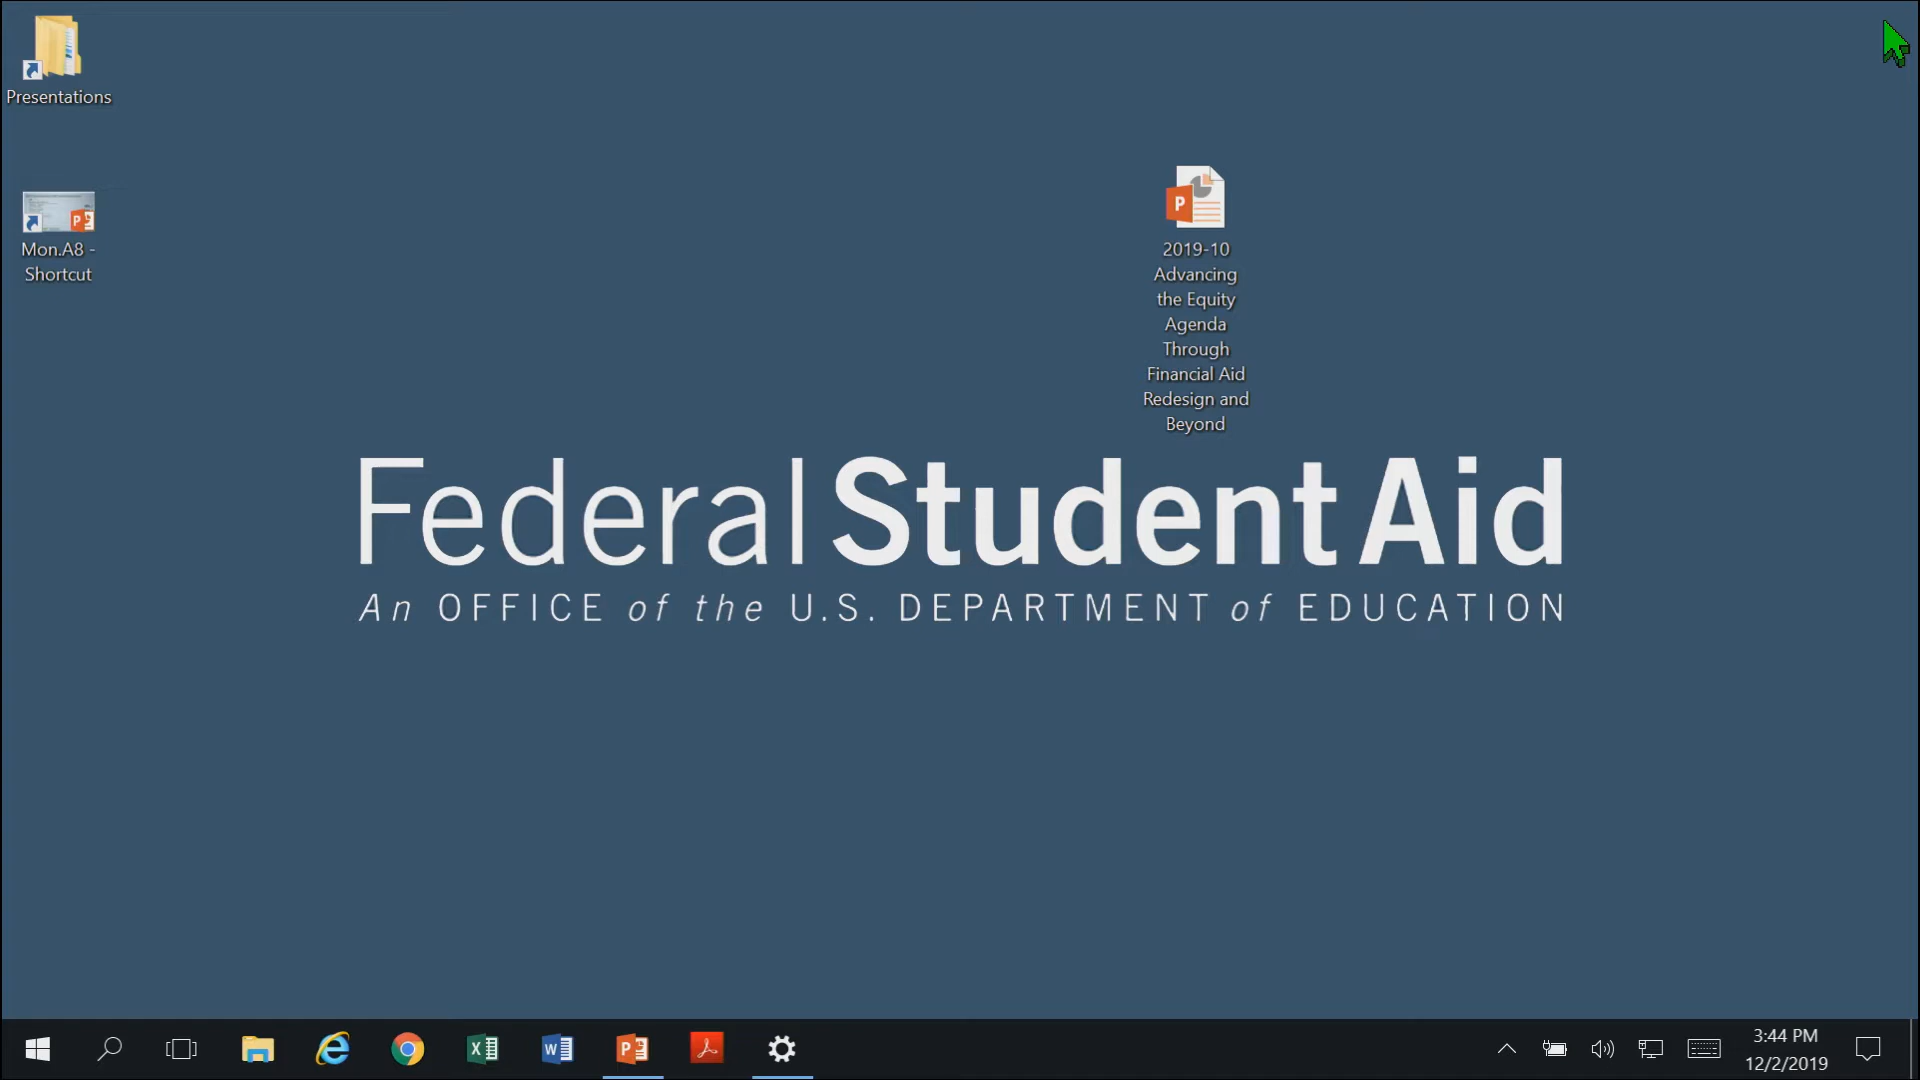 Presentations
Mon.A8 -
Shortcut
2019-10
Advancing
the Equity
Agenda
Through
Financial Aid
Redesign and
Beyond
Federal Student Aid
An OFFICE of the U.S. DEPARTMENT of EDUCATION
3:44 PM
12/2/2019